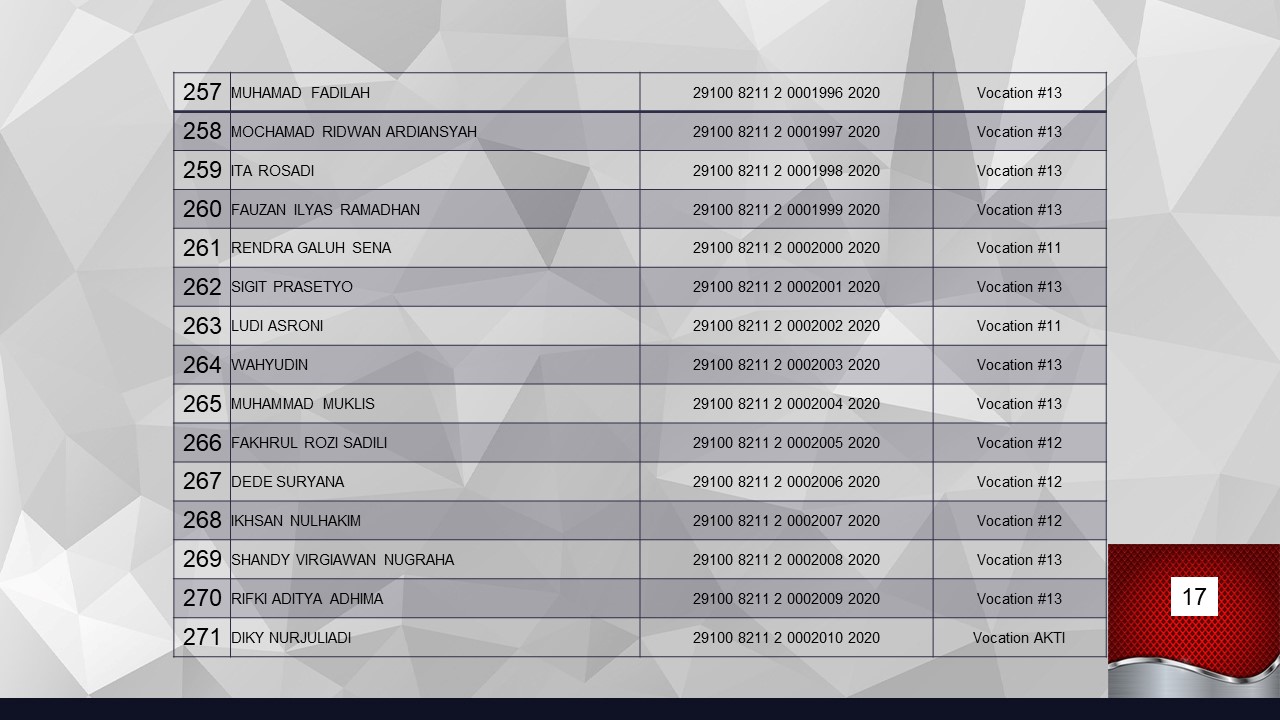 257 MUHAMAD FADILAH 29100 8211 2 0001996 2020 Vocation #13
258 MOCHAMAD RIDWAN ARDIANSYAH 29100 8211 2 0001997 2020 Vocation #13
259 ITA ROSADI 29100 8211 2 0001998 2020 Vocation #13
260 FAUZAN ILYAS RAMADHAN 29100 8211 2 0001999 2020 Vocation #13
261 RENDRA GALUH SENA 29100 8211 2 0002000 2020 Vocation #11
262 SIGIT PRASETYO 29100 8211 2 0002001 2020 Vocation #13
263 LUDI ASRONI 29100 8211 2 0002002 2020 Vocation #11
264 WAHYUDIN 29100 8211 2 0002003 2020 Vocation #13
265 MUHAMMAD MUKLIS 29100 8211 2 0002004 2020 Vocation #13
266 FAKHRUL ROZI SADILI 29100 8211 2 0002005 2020 Vocation #12
267 DEDE SURYANA 29100 8211 2 0002006 2020 Vocation #12
268 IKHSAN NULHAKIM 29100 8211 2 0002007 2020 Vocation #12
269 SHANDY VIRGIAWAN NUGRAHA 29100 8211 2 0002008 2020 Vocation #13
270 RIFKI ADITYA ADHIMA 29100 8211 2 0002009 2020 Vocation #13
271 DIKY NURJULIADI 29100 8211 2 0002010 2020 Vocation AKTI
17